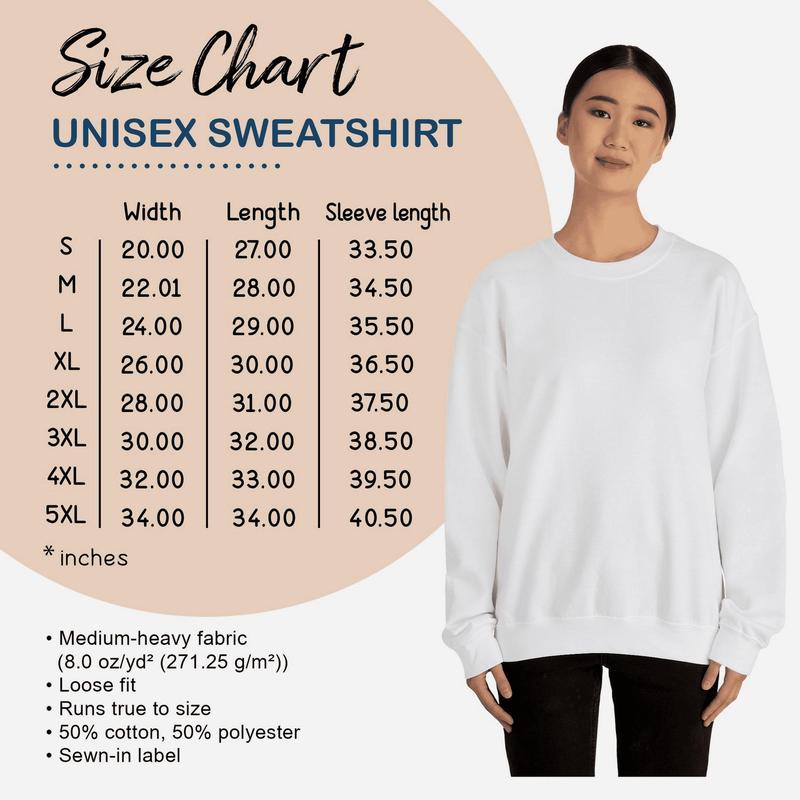 Size Chart
UNISEX SWEATSHIRT
Width Length Sleeve length
S 20.00 27.00 33.50
M 22.01 28.00 34.50
L 24.00 29.00 35.50
XL 26.00 30.00 36.50
2XL 28.00 31.00 37.50
3XL 30.00 32.00 38.50
4XL 32.00 33.00 39.50
5XL 34.00 34.00 40.50
* inches
• Medium-heavy fabric
(8.0 oz/yd² (271.25 g/m²))
• Loose fit
• Runs true to size
• 50% cotton, 50% polyester
• Sewn-in label